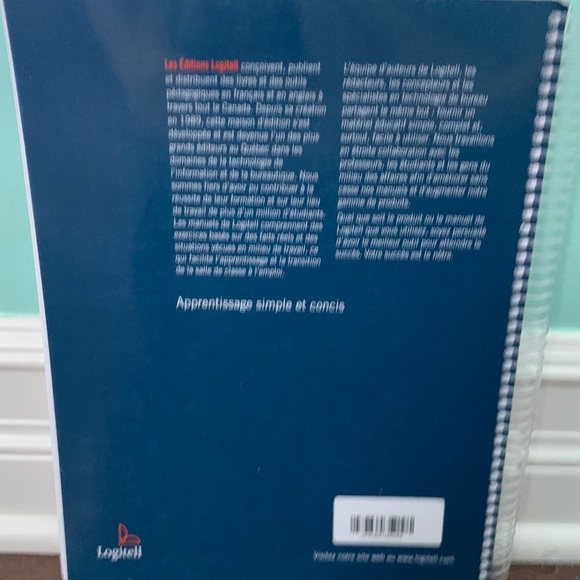 Les Éditions Logitell conçoivent, publient
et distribuent des livres et des outils
pédagogiques en français et en anglais à
travers tout le Canada. Depuis sa création
en 1989, cette maison d'édition s'est
développée et est devenue l'un des plus
grands éditeurs au Québec dans les
domaines de la technologie de
l'information et de la bureautique. Nous
sommes fiers d'avoir pu contribuer à la
réussite de leur formation et sur leur lieu
de travail de plus d'un million d'étudiants.
Les manuels de Logitell comprennent des
exercices basés sur des faits réels et des
situations vécues en milieu de travail, ce
qui facilite l'apprentissage et la transition
de la salle de classe à l'emploi.
L'équipe d'auteurs de Logitell, les
rédacteurs, les concepteurs et les
spécialistes en technologie de bureau
partagent le même but : fournir un
matériel éducatif simple, complet et,
surtout, facile à utiliser. Nous travaillons
en étroite collaboration avec les
professeurs, les étudiants et les gens du
milieu des affaires afin d'améliorer sans
cesse nos manuels et d'augmenter notre
gamme de produits.
Quel que soit le produit ou le manuel de
Logitell que vous utilisez, soyez persuadé
d'avoir le meilleur outil pour atteindre le
succès. Votre succès est le nôtre.
Apprentissage simple et concis
Logitell
Visitez notre site web au www.logitell.com